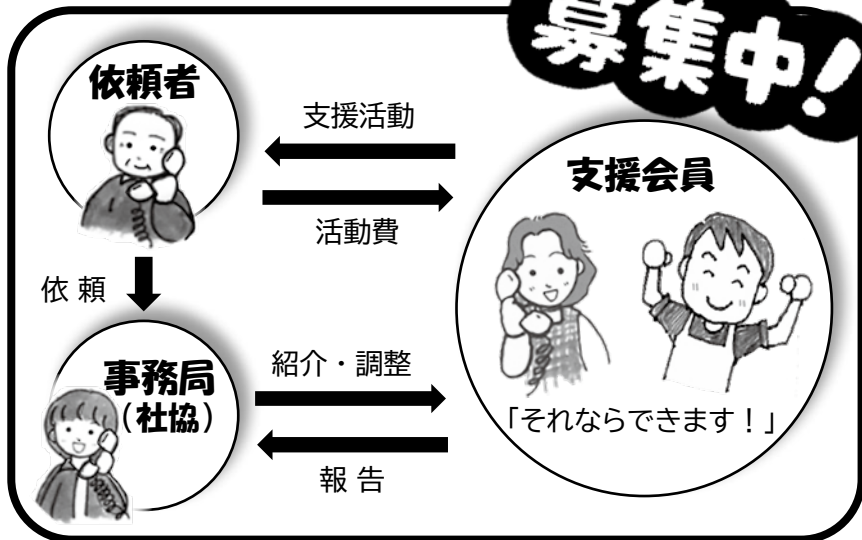 募集中!
依頼者
支援活動
活動費
支援会員
依 頼
事務局
(社協)
紹介・調整
報 告
「それならできます！」